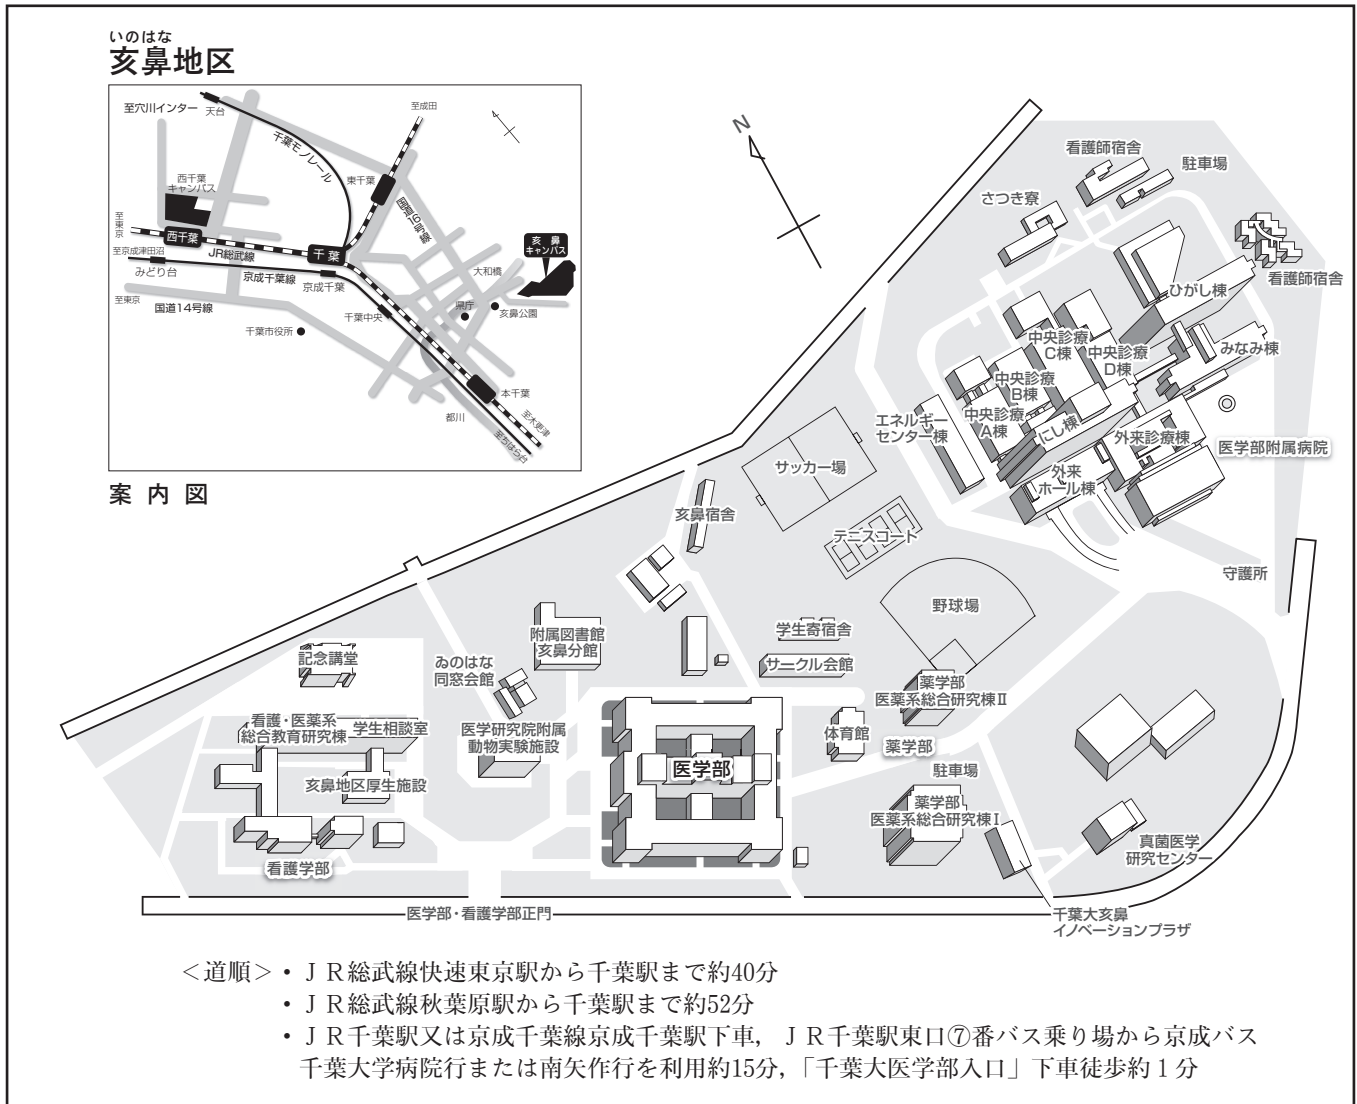 いのはな
亥鼻地区
至穴川インター
天台
至成田
千葉モノレール
東千葉
西千葉
キャンパス
国道16号線
至東京
西千葉
千葉
亥鼻
キャンパス
JR総武線
至京成津田沼
みどり台
京成千葉線
京成千葉
大和橋
至東京
国道14号線
千葉中央
県庁
亥鼻公園
千葉市役所
本千葉
都川
至木更津
至ちはら台
案内図
N
看護師宿舎
駐車場
さつき寮
看護師宿舎
ひがし棟
中央診療
C棟
中央診療
D棟
みなみ棟
中央診療
B棟
中央診療
A棟
エネルギー
センター棟
にし棟
外来診療棟
医学部附属病院
外来
ホール棟
サッカー場
亥鼻宿舎
テニスコート
守護所
野球場
附属図書館
亥鼻分館
学生寄宿舎
記念講堂
ゐのはな
同窓会館
サークル会館
薬学部
医薬系総合研究棟Ⅱ
看護・医薬系
総合教育研究棟
学生相談室
医学研究院附属
動物実験施設
体育館
薬学部
医学部
駐車場
亥鼻地区厚生施設
薬学部
医薬系総合研究棟Ⅰ
真菌医学
研究センター
看護学部
医学部・看護学部正門
千葉大亥鼻
イノベーションプラザ
＜道順＞・ＪＲ総武線快速東京駅から千葉駅まで約40分
・ＪＲ総武線秋葉原駅から千葉駅まで約52分
・ＪＲ千葉駅又は京成千葉線京成千葉駅下車，ＪＲ千葉駅東口⑦番バス乗り場から京成バス
千葉大学病院行または南矢作行を利用約15分，「千葉大医学部入口」下車徒歩約１分